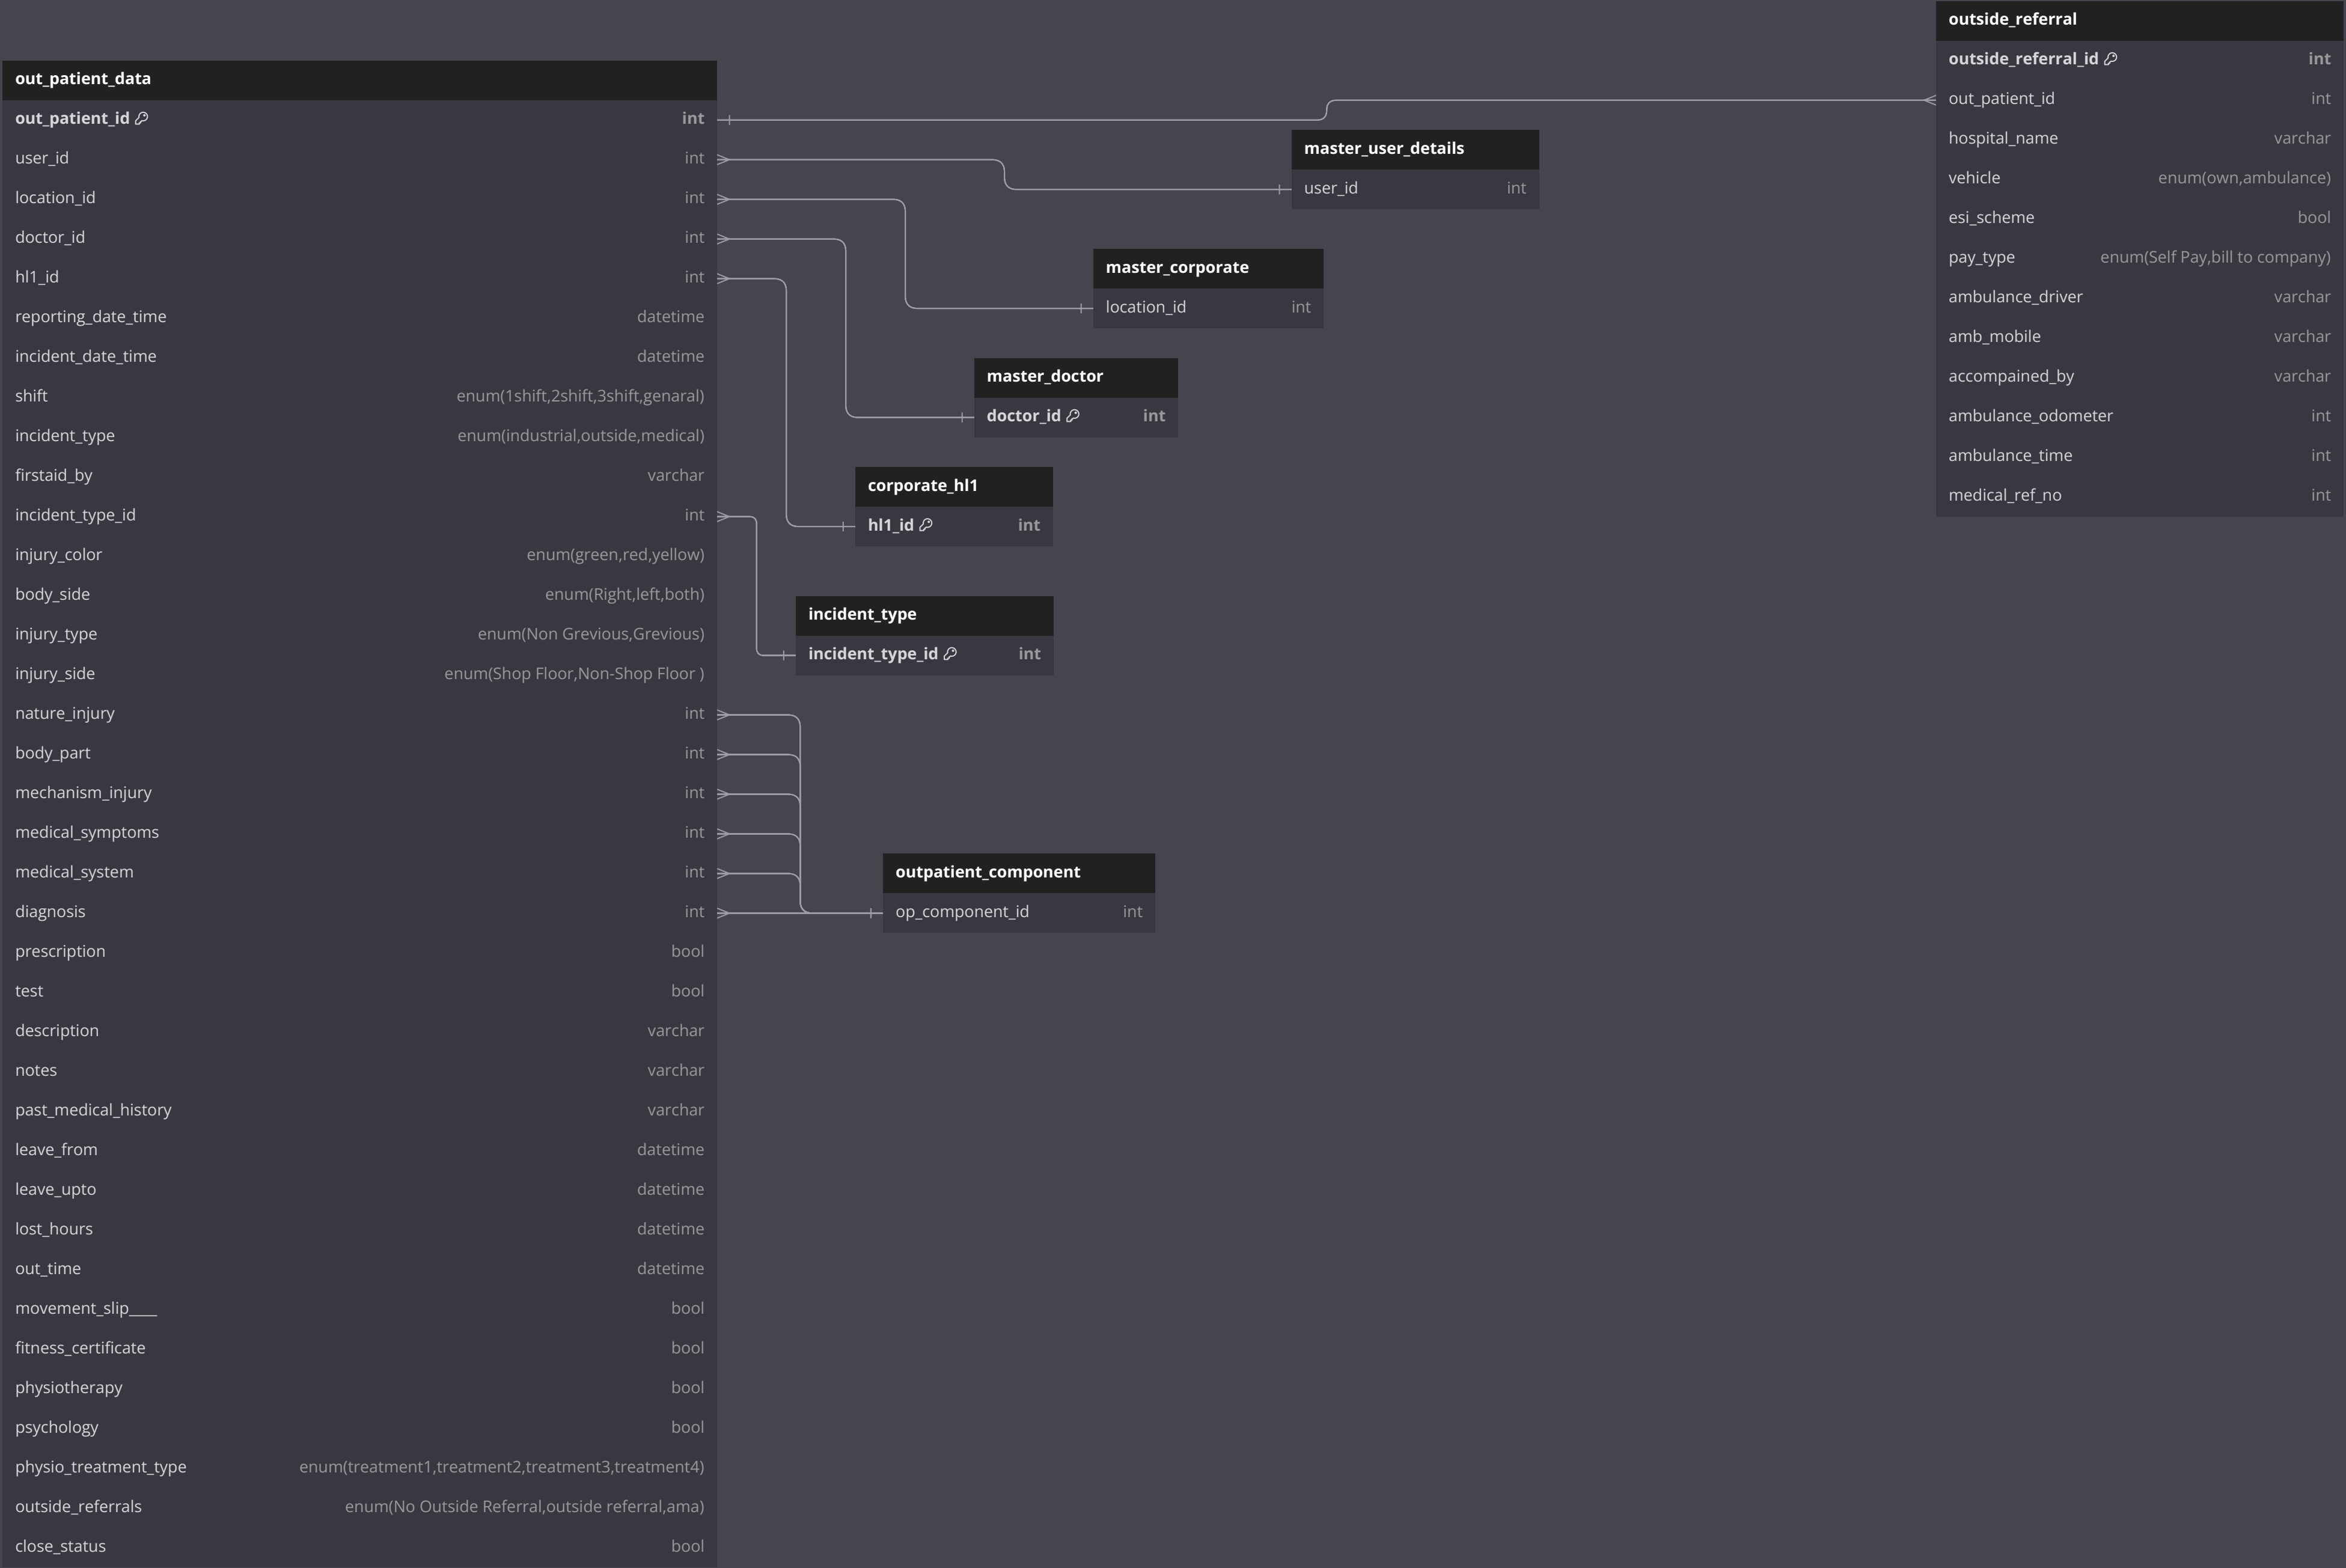 out_patient_data
out_patient_id int
user_id int
location_id int
doctor_id int
hl1_id int
reporting_date_time datetime
incident_date_time datetime
shift enum(1shift,2shift,3shift,genaral)
incident_type enum(industrial,outside,medical)
firstaid_by varchar
incident_type_id int
injury_color enum(green,red,yellow)
body_side enum(Right,left,both)
injury_type enum(Non Grevious,Grevious)
injury_side enum(Shop Floor,Non-Shop Floor )
nature_injury int
body_part int
mechanism_injury int
medical_symptoms int
medical_system int
diagnosis int
prescription bool
test bool
description varchar
notes varchar
past_medical_history varchar
leave_from datetime
leave_upto datetime
lost_hours datetime
out_time datetime
movement_slip____ bool
fitness_certificate bool
physiotherapy bool
psychology bool
physio_treatment_type enum(treatment1,treatment2,treatment3,treatment4)
outside_referrals enum(No Outside Referral,outside referral,ama)
close_status bool
master_user_details
user_id int
master_corporate
location_id int
master_doctor
doctor_id int
corporate_hl1
hl1_id int
incident_type
incident_type_id int
outpatient_component
op_component_id int
outside_referral
outside_referral_id int
out_patient_id int
hospital_name varchar
vehicle enum(own,ambulance)
esi_scheme bool
pay_type enum(Self Pay,bill to company)
ambulance_driver varchar
amb_mobile varchar
accompained_by varchar
ambulance_odometer int
ambulance_time int
medical_ref_no int